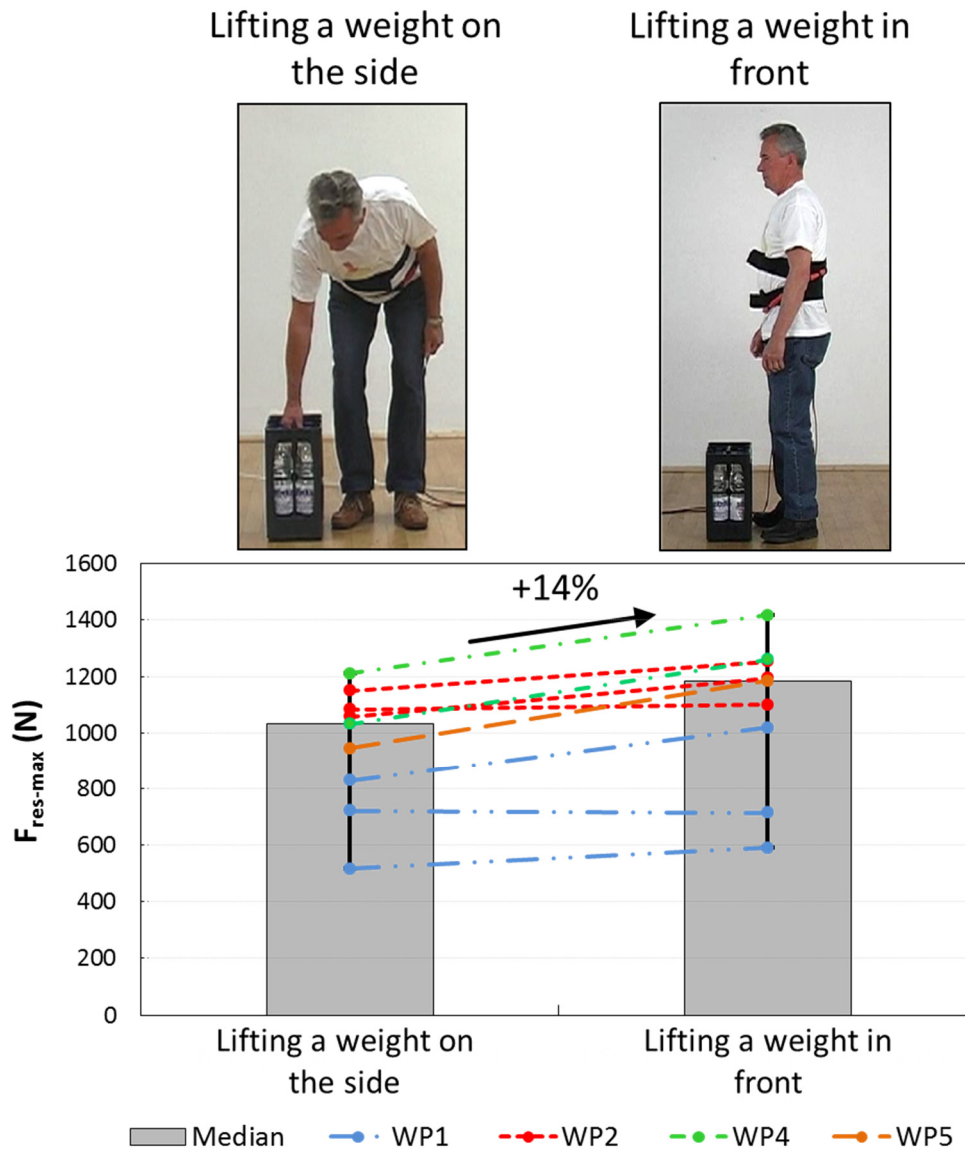 Lifting a weight on
the side
Lifting a weight in
front
+14%
1600
1400
1200
1000
800
600
400
200
0
F_res-max (N)
Lifting a weight on
the side
Lifting a weight in
front
Median
WP1
WP2
WP4
WP5